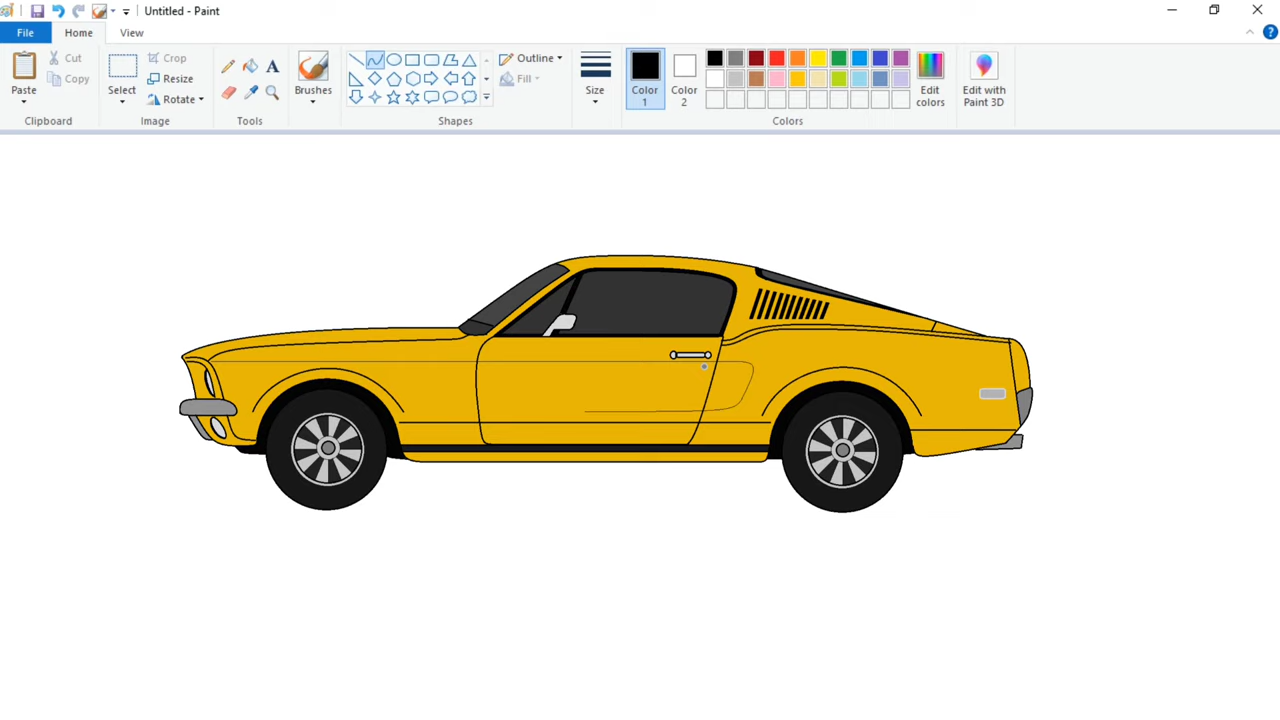 Untitled - Paint
File Home View
Paste
Cut
Copy
Clipboard
Select
Crop
Resize
Rotate
Image
A
Tools
Brushes
Outline
Fill
Shapes
Size
Color 1
Color 2
Edit colors
Colors
Edit with Paint 3D
?